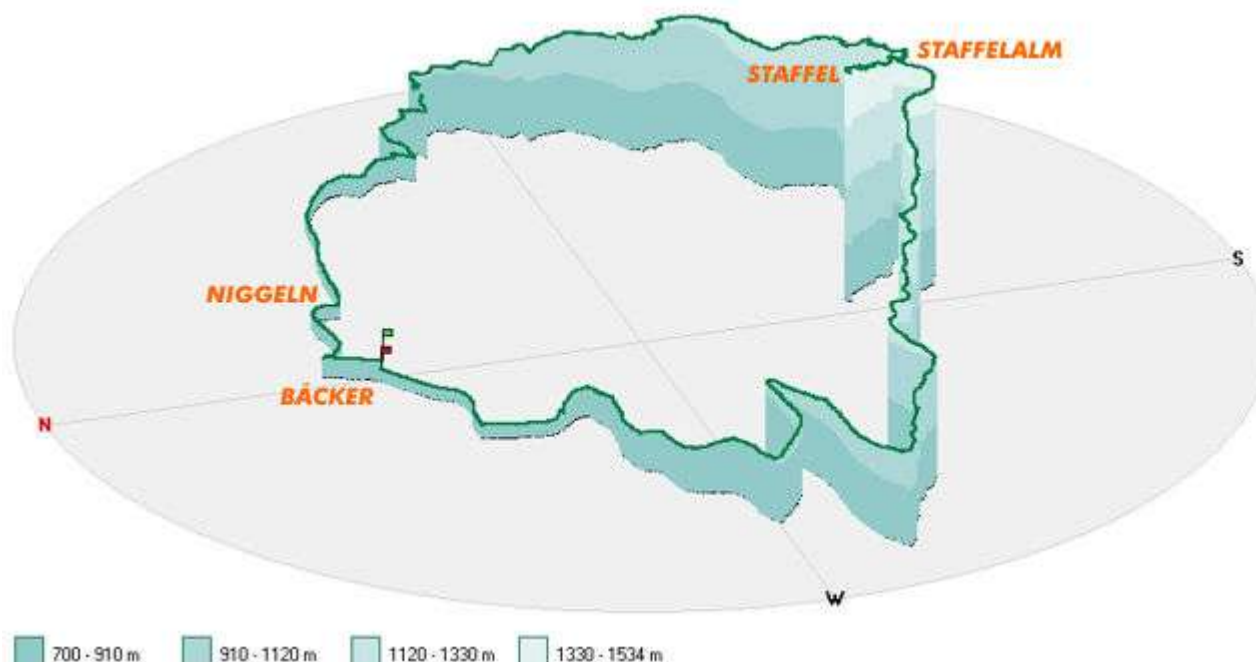 STAFFELALM
STAFFEL
NIGGELN
BÄCKER
S
N
W
700 - 910 m
910 - 1120 m
1120 - 1330 m
1330 - 1534 m